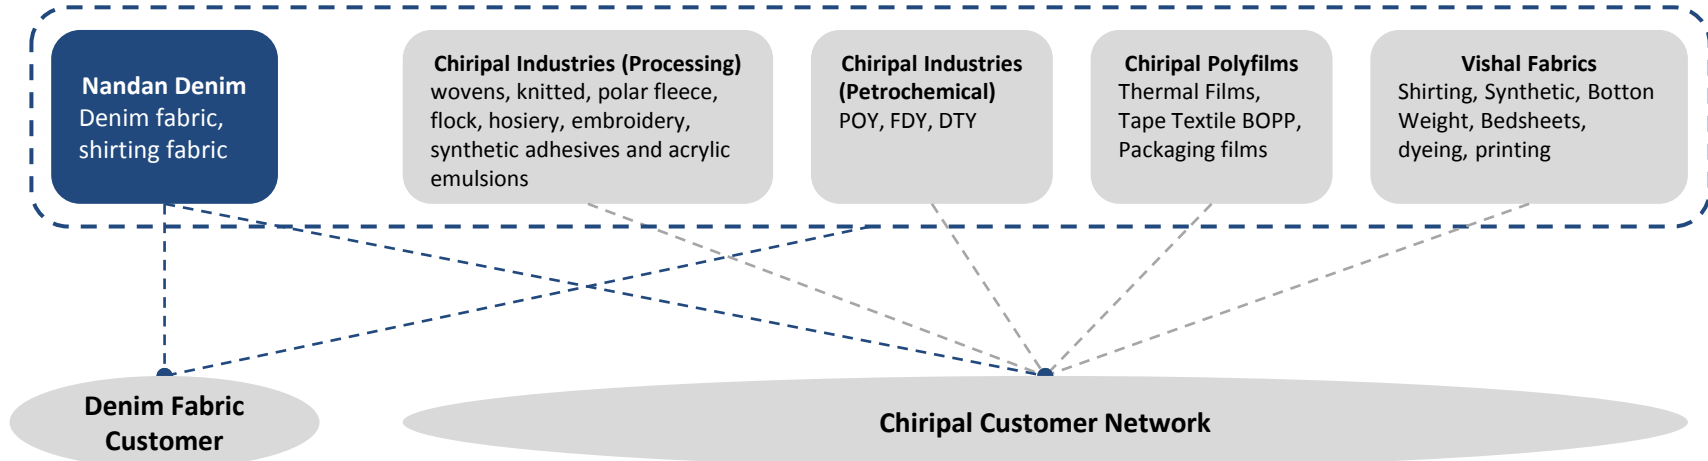 Nandan Denim
Denim fabric,
shirting fabric
Chiripal Industries (Processing)
wovens, knitted, polar fleece,
flock, hosiery, embroidery,
synthetic adhesives and acrylic
emulsions
Chiripal Industries
(Petrochemical)
POY, FDY, DTY
Chiripal Polyfilms
Thermal Films,
Tape Textile BOPP,
Packaging films
Vishal Fabrics
Shirting, Synthetic, Botton
Weight, Bedsheets,
dyeing, printing
Denim Fabric
Customer
Chiripal Customer Network